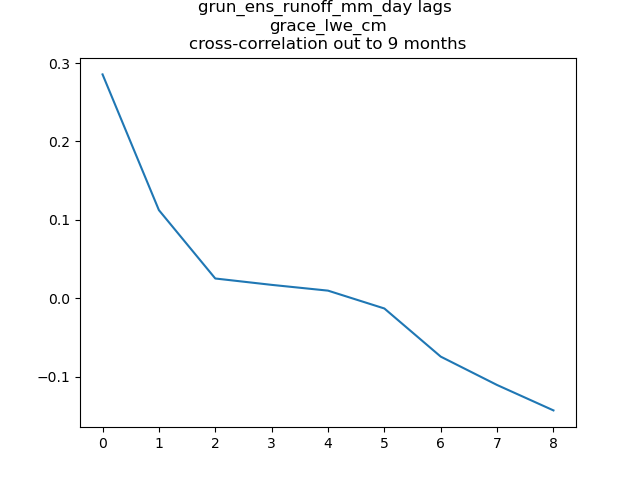 grun_ens_runoff_mm_day lags
grace_lwe_cm
cross-correlation out to 9 months
0.3
0.2
0.1
0.0
−0.1
0 1 2 3 4 5 6 7 8